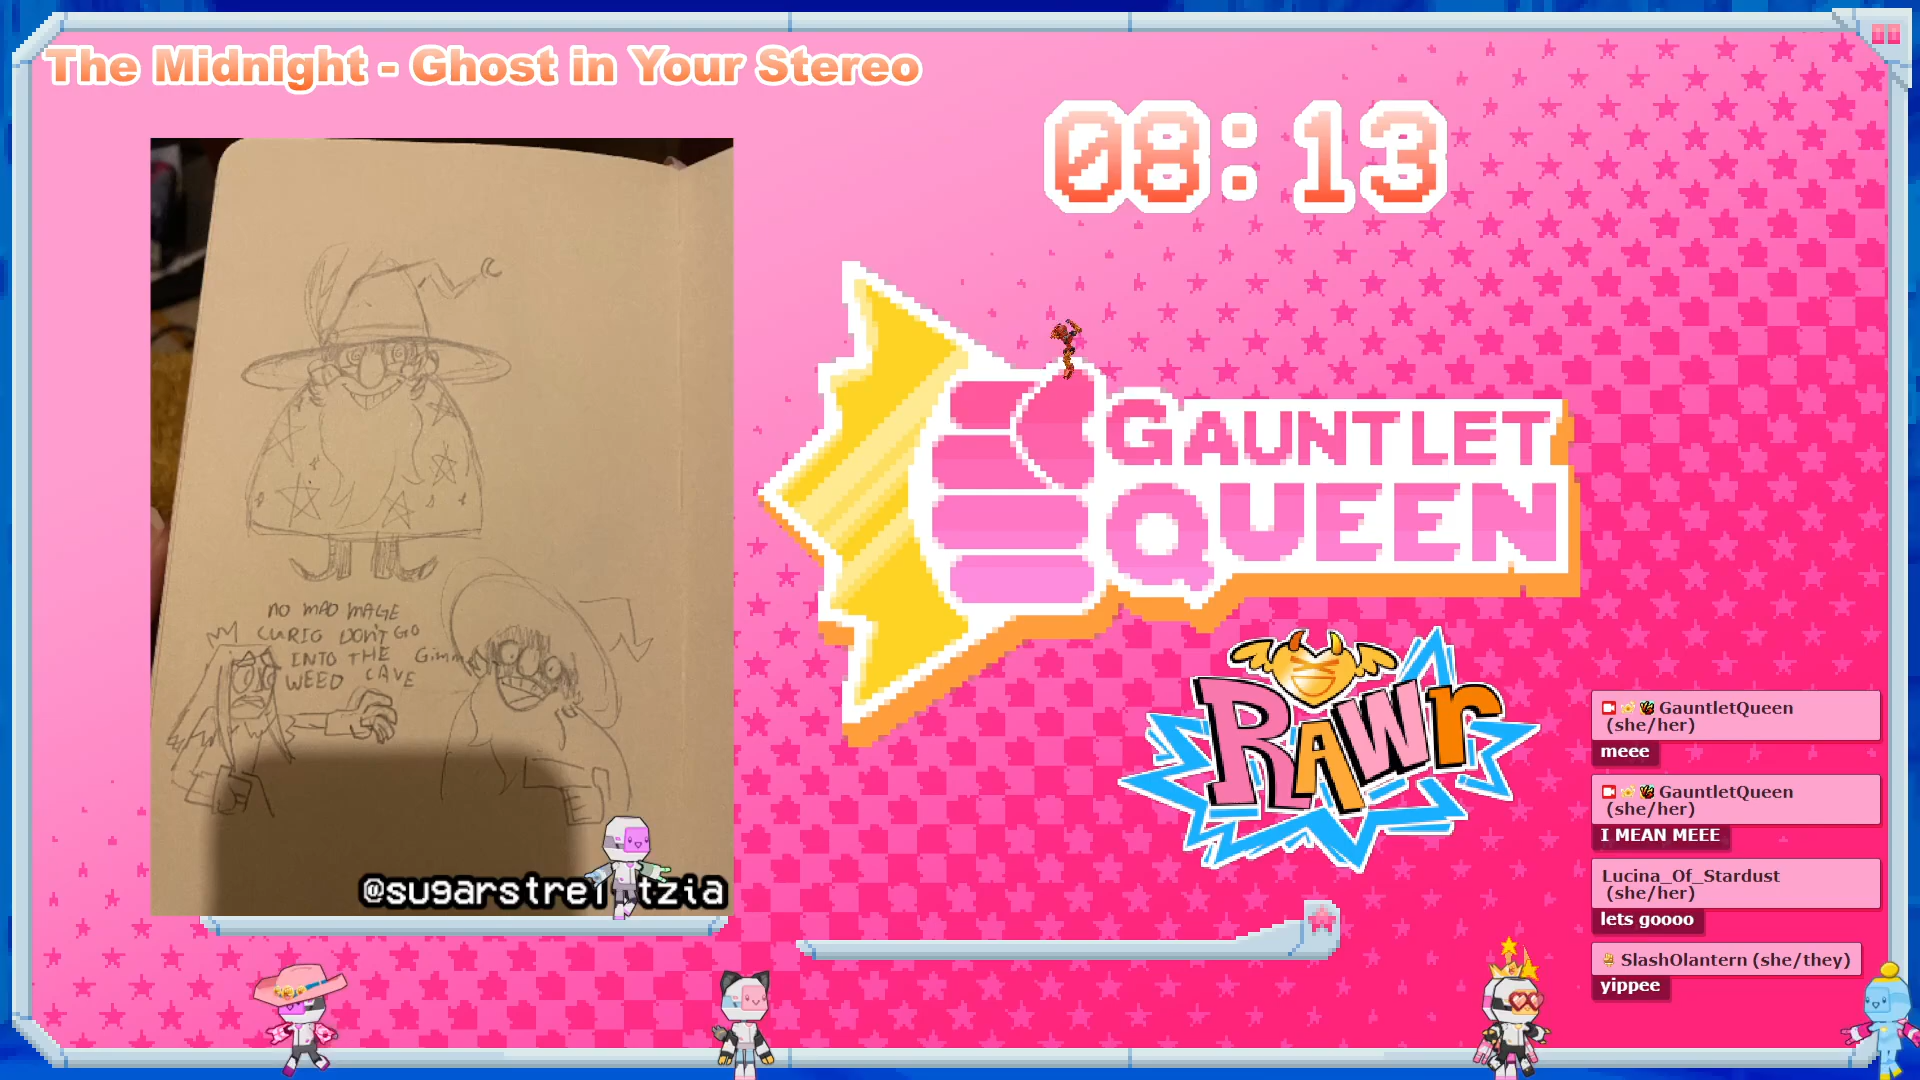 The Midnight - Ghost in Your Stereo
08:13
NO MAD MAGE
CURIO DON'T GO
INTO THE
WEED CAVE
GAUNTLET
QUEEN
RAWr
@sugarstre tzia
GauntletQueen
(she/her)
meee
GauntletQueen
(she/her)
I MEAN MEEE
Lucina_Of_Stardust
(she/her)
lets goooo
SlashOlantern (she/they)
yippee